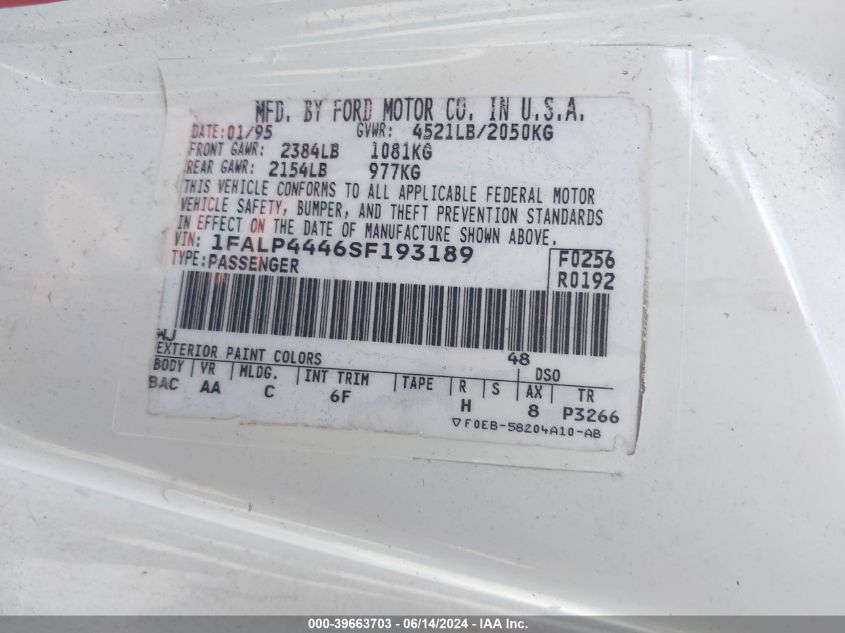 MFD. BY FORD MOTOR CO. IN U.S.A.
DATE:01/95 GVWR: 4521LB/2050KG
FRONT GAWR: 2384LB 1081KG
REAR GAWR: 2154LB 977KG
THIS VEHICLE CONFORMS TO ALL APPLICABLE FEDERAL MOTOR
VEHICLE SAFETY, BUMPER, AND THEFT PREVENTION STANDARDS
IN EFFECT ON THE DATE OF MANUFACTURE SHOWN ABOVE.
VIN: 1FALP4446SF193189 F0256
TYPE:PASSENGER R0192
WJ
EXTERIOR PAINT COLORS 48 DSO
BODY VR MLDG. INT TRIM TAPE R S AX TR
BAC AA C 6F H 8 P3266
▽F0EB-58204A10-AB
000-39663703 - 06/14/2024 - IAA, Inc.